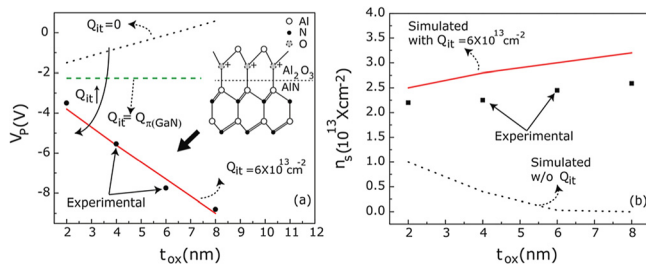 Q_it=0
Al
N
O
Al2O3
AlN
Q_it
Q_it=Q_π(GaN)
Q_it=6X10^13 cm^-2
Experimental
(a)
0
-2
-4
-6
-8
V_P(V)
2 3 4 5 6 7 8 9 10 11 12
t_ox(nm)
4.0
3.5
3.0
2.5
2.0
1.5
1.0
0.5
0.0
n_s(10^13 Xcm^-2)
Simulated
with Q_it=6X10^13 cm^-2
Experimental
Simulated
w/o Q_it
(b)
2 4 6 8
t_ox(nm)